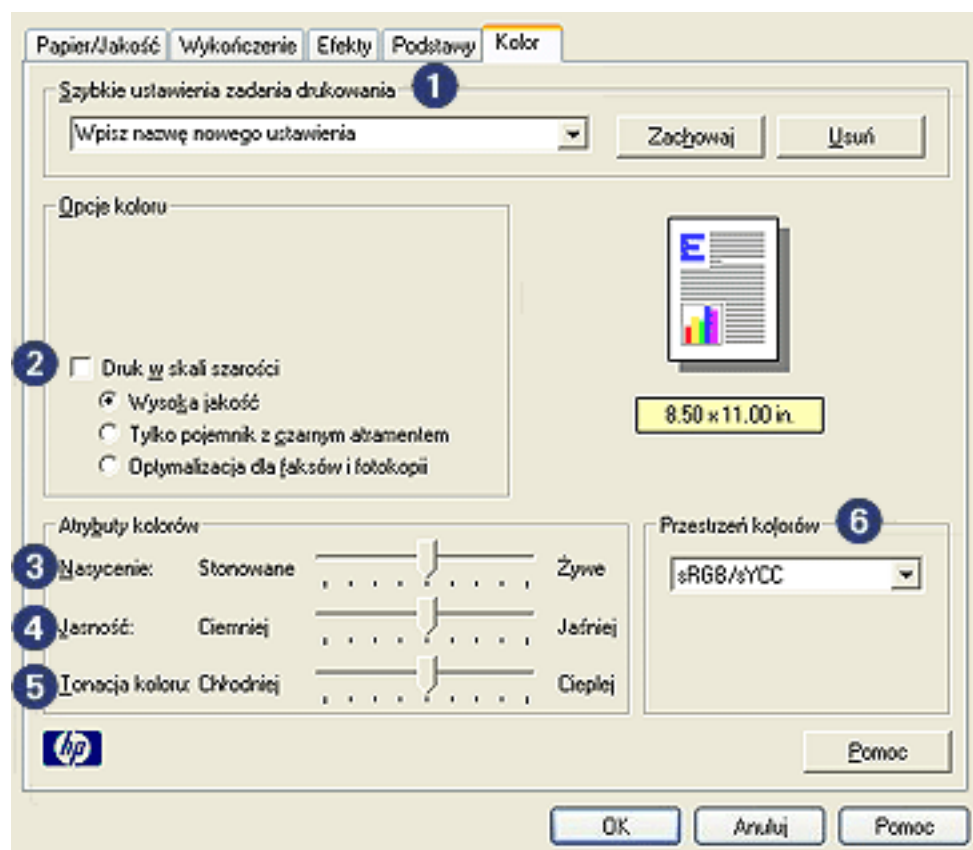 Papier/Jakość Wykończenie Efekty Podstawy Kolor
Szybkie ustawienia zadania drukowania 1
Wpisz nazwę nowego ustawienia Zachowaj Usuń
Opcje koloru
2 Druk w skali szarości
Wysoka jakość
Tylko pojemnik z czarnym atramentem
Optymalizacja dla faksów i fotokopii
8.50 x 11.00 in.
Atrybuty kolorów
3 Nasycenie: Stonowane Żywe
4 Jasność: Ciemniej Jaśniej
5 Tonacja koloru: Chłodniej Cieplej
Przestrzeń kolorów 6
sRGB/sYCC
hp
Pomoc
OK Anuluj Pomoc